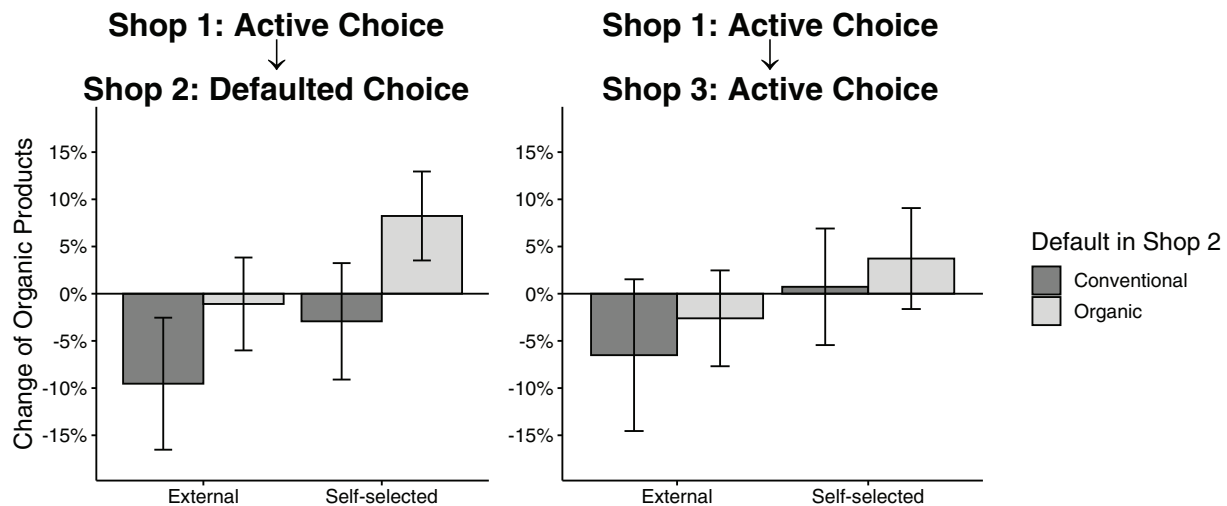 Shop 1: Active Choice
Shop 2: Defaulted Choice
Change of Organic Products
15%
10%
5%
0%
-5%
-10%
-15%
External Self-selected
Shop 1: Active Choice
Shop 3: Active Choice
15%
10%
5%
0%
-5%
-10%
-15%
External Self-selected
Default in Shop 2
Conventional
Organic